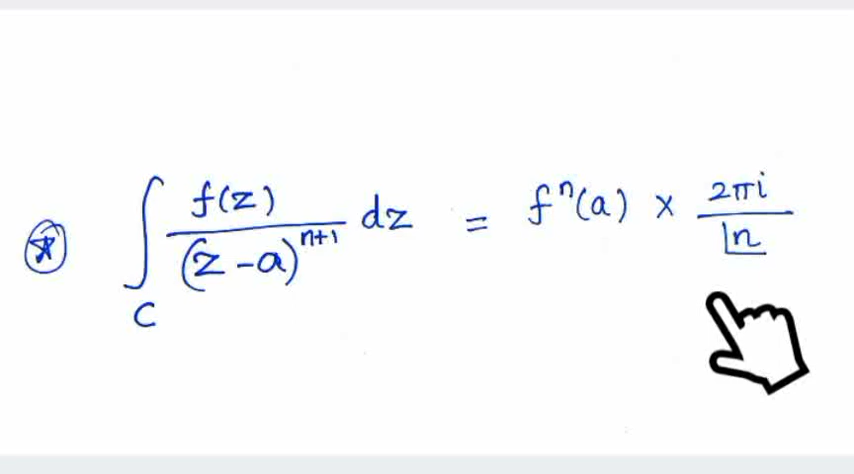 ⊛ ∫_C f(z)/(z-a)^{n+1} dz = f^n(a) × 2πi/|n